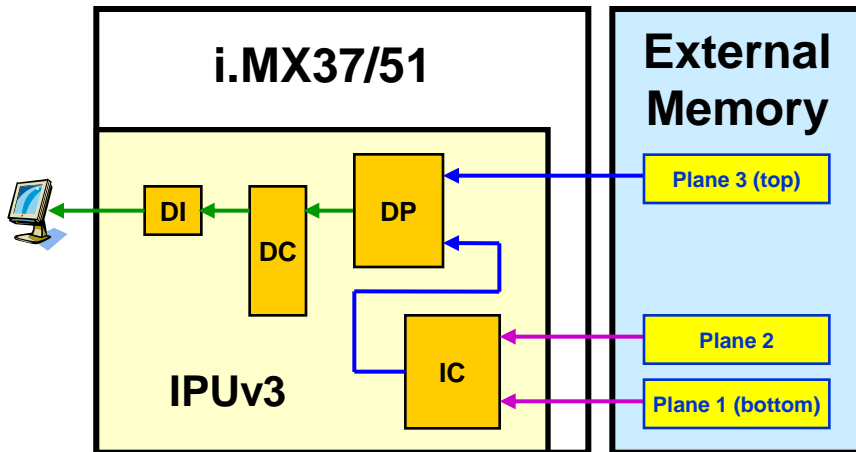 i.MX37/51
External
Memory
Plane 3 (top)
DI
DC
DP
Plane 2
IC
Plane 1 (bottom)
IPUv3